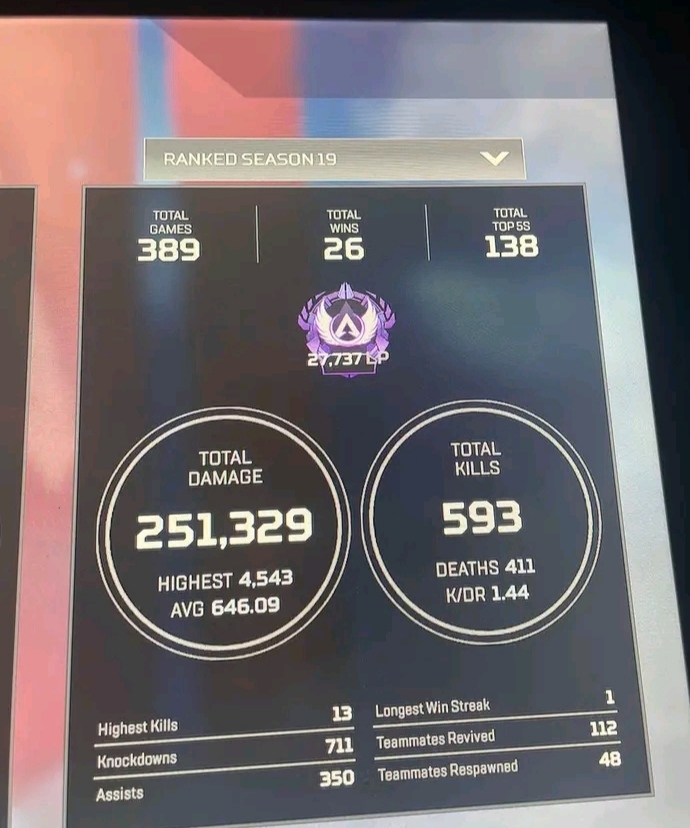 RANKED SEASON 19
TOTAL GAMES
389
TOTAL WINS
26
TOTAL TOP 5S
138
27,737 LP
TOTAL DAMAGE
251,329
HIGHEST 4,543
AVG 646.09
TOTAL KILLS
593
DEATHS 411
K/DR 1.44
Highest Kills 13
Knockdowns 711
Assists 350
Longest Win Streak 1
Teammates Revived 112
Teammates Respawned 48